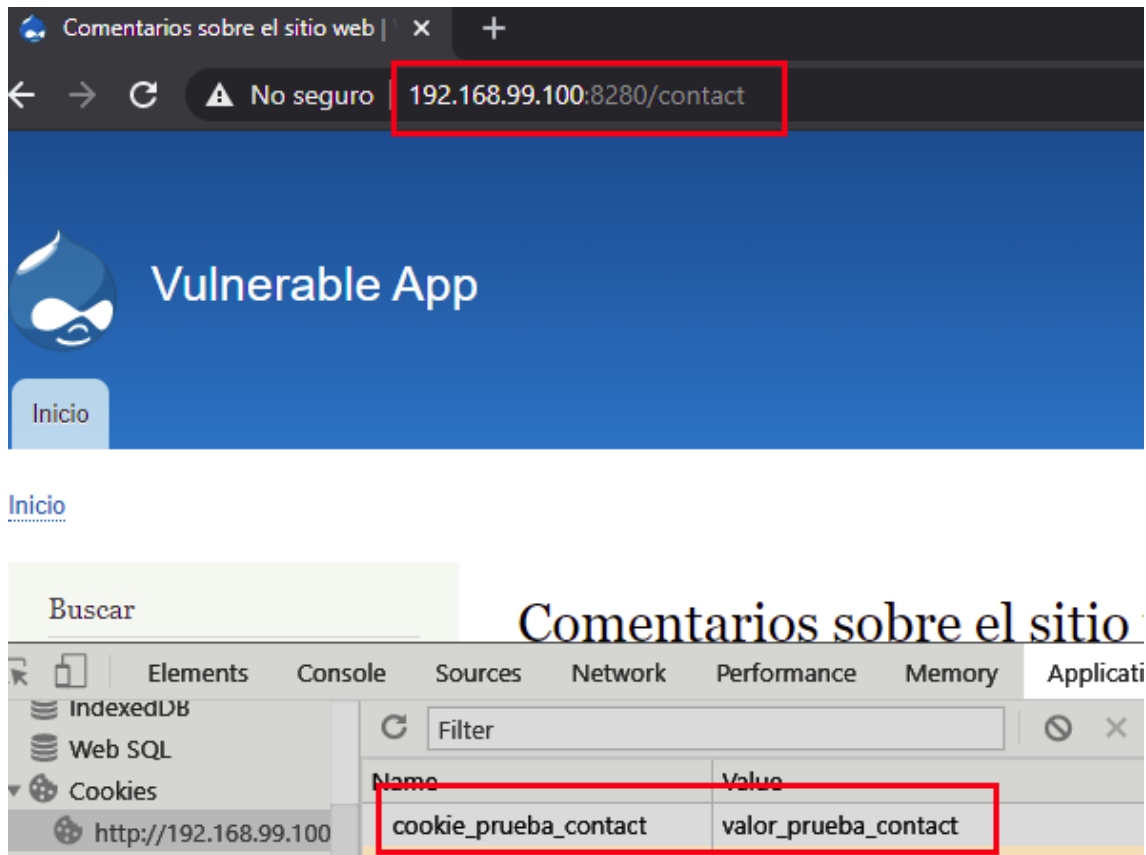 Comentarios sobre el sitio web |
No seguro
192.168.99.100:8280/contact
Vulnerable App
Inicio
Inicio
Buscar
Comentarios sobre el sitio
Elements Console Sources Network Performance Memory Applicati
IndexedDB
Filter
Web SQL
Name Value
Cookies
http://192.168.99.100
cookie_prueba_contact valor_prueba_contact